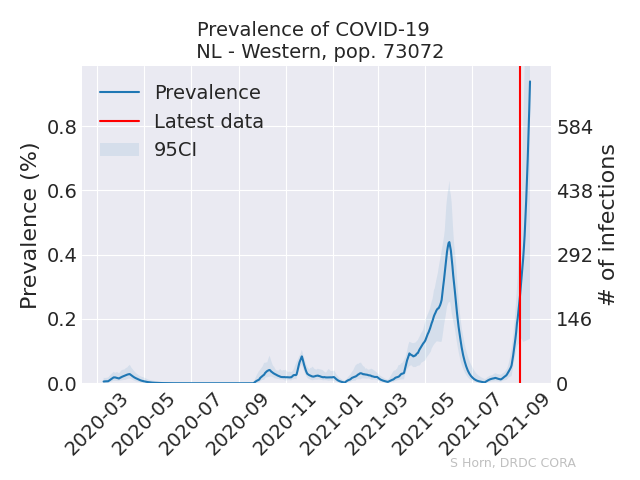 Prevalence of COVID-19
NL - Western, pop. 73072
Prevalence
Latest data
95CI
Prevalence (%)
0.8
0.6
0.4
0.2
0.0
584
438
292
146
0
# of infections
2020-03
2020-05
2020-07
2020-09
2020-11
2021-01
2021-03
2021-05
2021-07
2021-09
S Horn, DRDC CORA